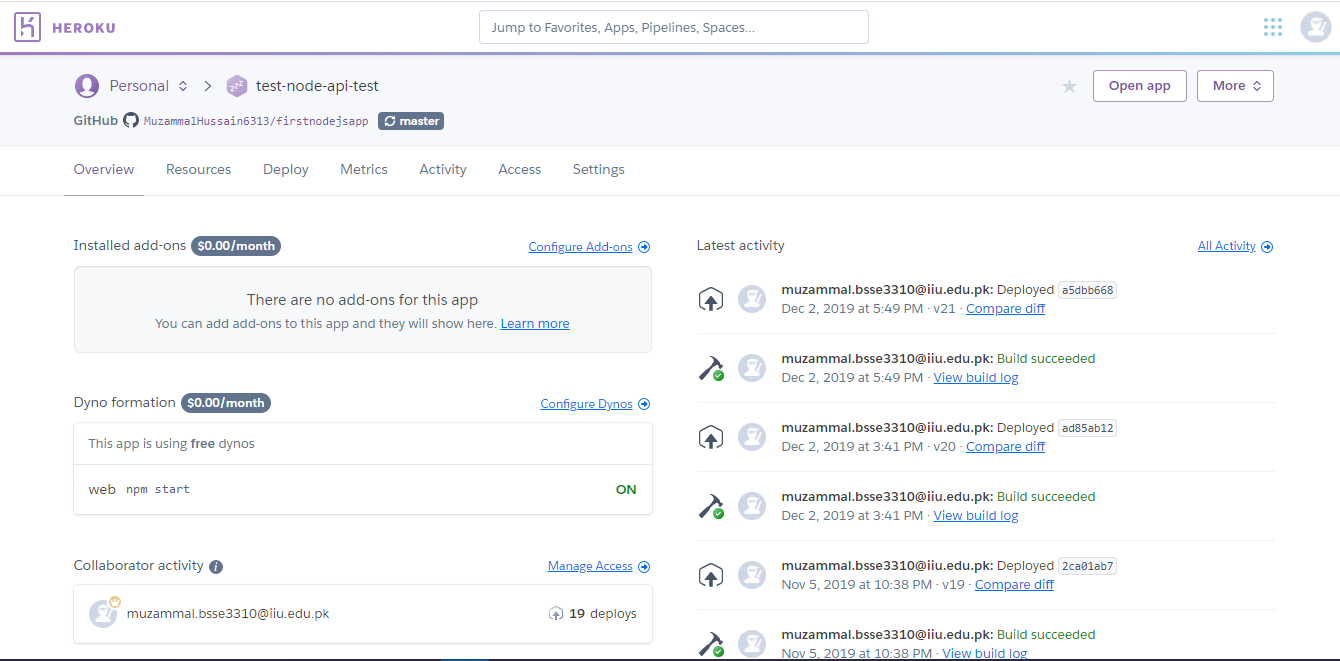 HEROKU
Jump to Favorites, Apps, Pipelines, Spaces...
Personal
zzZ
test-node-api-test
Open app
More
GitHub MuzammalHussain6313/firstnodejsapp master
Overview Resources Deploy Metrics Activity Access Settings
Installed add-ons $0.00/month Configure Add-ons
There are no add-ons for this app
You can add add-ons to this app and they will show here. Learn more
Dyno formation $0.00/month Configure Dynos
This app is using free dynos
web npm start ON
Collaborator activity i Manage Access
muzammal.bsse3310@iiu.edu.pk 19 deploys
Latest activity All Activity
muzammal.bsse3310@iiu.edu.pk: Deployed a5dbb668
Dec 2, 2019 at 5:49 PM · v21 · Compare diff
muzammal.bsse3310@iiu.edu.pk: Build succeeded
Dec 2, 2019 at 5:49 PM · View build log
muzammal.bsse3310@iiu.edu.pk: Deployed ad85ab12
Dec 2, 2019 at 3:41 PM · v20 · Compare diff
muzammal.bsse3310@iiu.edu.pk: Build succeeded
Dec 2, 2019 at 3:41 PM · View build log
muzammal.bsse3310@iiu.edu.pk: Deployed 2ca01ab7
Nov 5, 2019 at 10:38 PM · v19 · Compare diff
muzammal.bsse3310@iiu.edu.pk: Build succeeded
Nov 5, 2019 at 10:38 PM · View build log